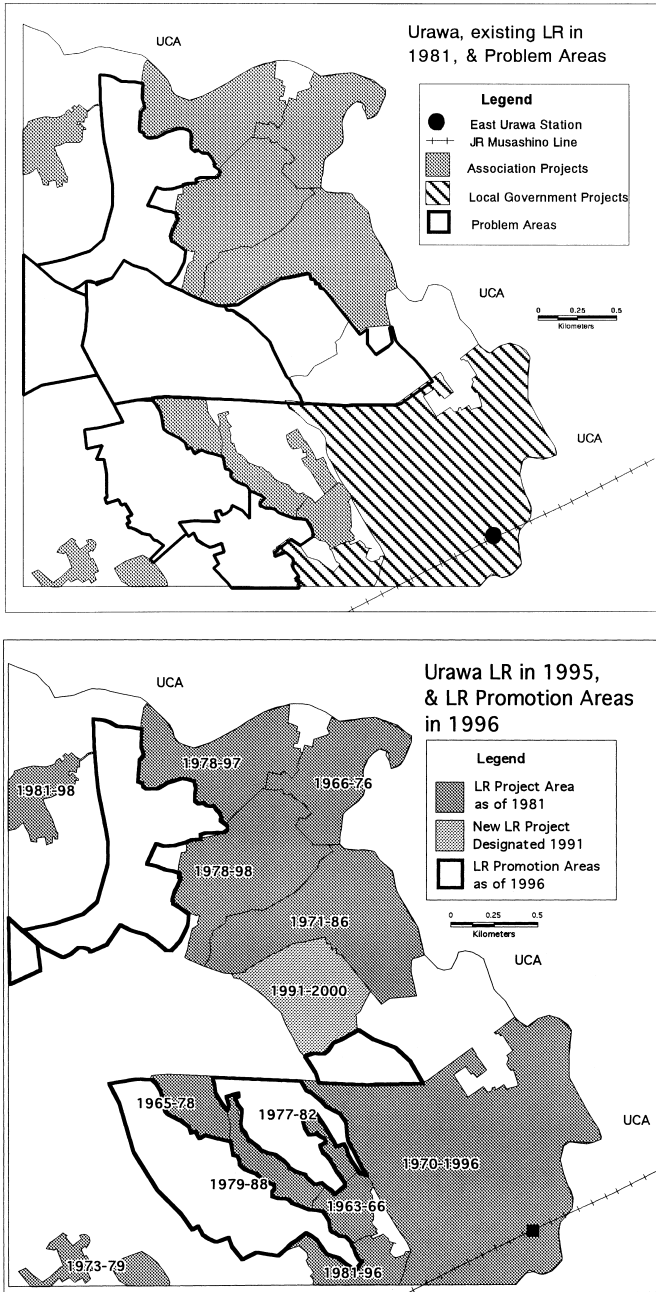 UCA
Urawa, existing LR in
1981, & Problem Areas
Legend
East Urawa Station
JR Musashino Line
Association Projects
Local Government Projects
Problem Areas
UCA
0 0.25 0.5
Kilometers
UCA
UCA
Urawa LR in 1995,
& LR Promotion Areas
in 1996
Legend
LR Project Area
as of 1981
New LR Project
Designated 1991
LR Promotion Areas
as of 1996
1978-97
1966-76
1981-98
1978-98
1971-86
0 0.25 0.5
Kilometers
UCA
1991-2000
1965-78
1977-82
UCA
1970-1996
1979-88
1963-66
1973-79
1981-96